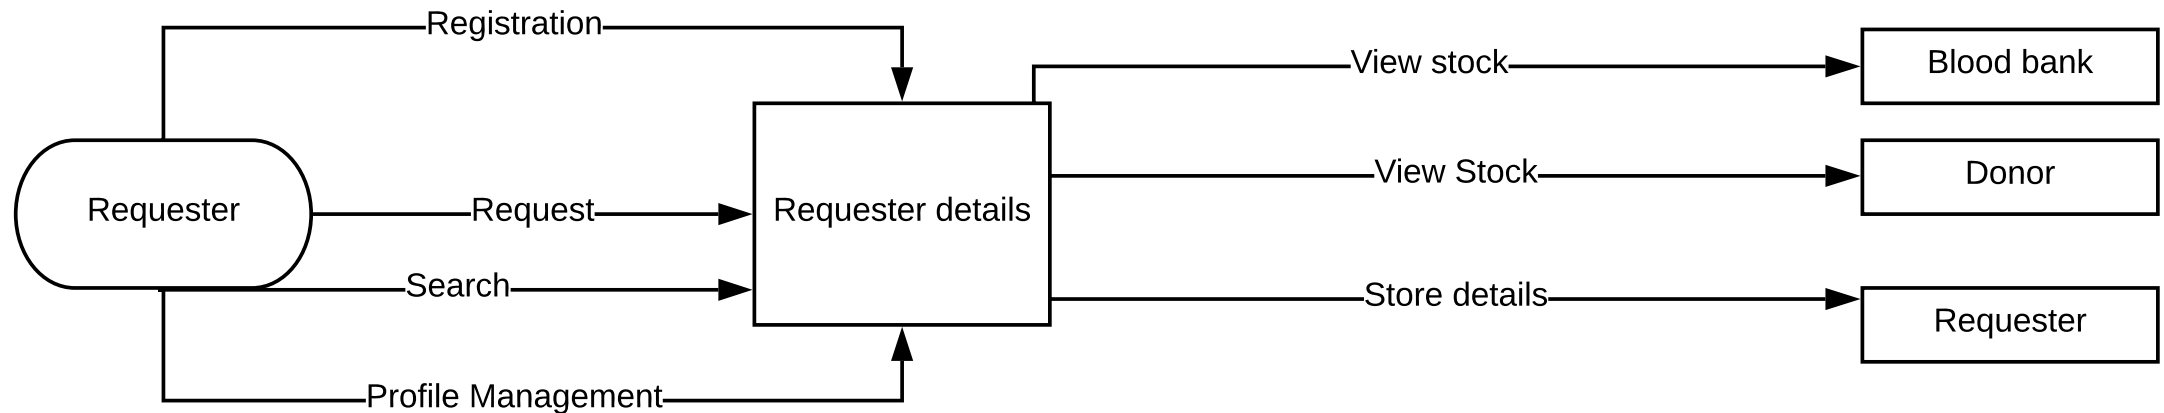 Registration
View stock
Blood bank
View Stock
Donor
Requester
Request
Requester details
Search
Store details
Requester
Profile Management